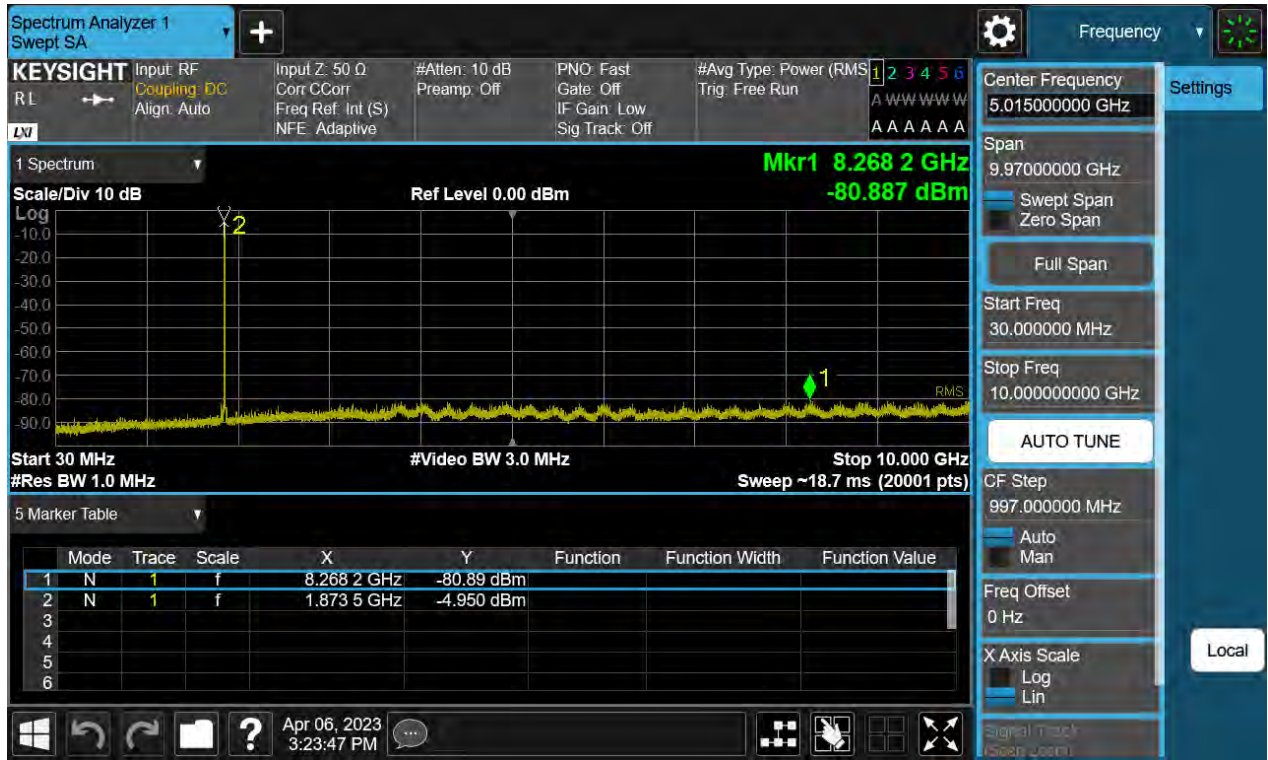 Spectrum Analyzer 1
Swept SA
+
Frequency
KEYSIGHT
RL
LXI
Input: RF
Coupling: DC
Align: Auto
Input Z: 50 Ω
Corr CCorr
Freq Ref: Int (S)
NFE: Adaptive
#Atten: 10 dB
Preamp: Off
PNO: Fast
Gate: Off
IF Gain: Low
Sig Track: Off
#Avg Type: Power (RMS
Trig: Free Run
1 2 3 4 5 6
A W W W W W
A A A A A A
1 Spectrum
Scale/Div 10 dB
Ref Level 0.00 dBm
Mkr1 8.268 2 GHz
-80.887 dBm
Log
-10.0
-20.0
-30.0
-40.0
-50.0
-60.0
-70.0
-80.0
-90.0
2
1
RMS
Start 30 MHz
#Video BW 3.0 MHz
Stop 10.000 GHz
#Res BW 1.0 MHz
Sweep ~18.7 ms (20001 pts)
5 Marker Table
Mode Trace Scale X Y Function Function Width Function Value
1 N 1 f 8.268 2 GHz -80.89 dBm
2 N 1 f 1.873 5 GHz -4.950 dBm
3
4
5
6
?
Apr 06, 2023
3:23:47 PM
Center Frequency
5.015000000 GHz
Settings
Span
9.97000000 GHz
Swept Span
Zero Span
Full Span
Start Freq
30.000000 MHz
Stop Freq
10.000000000 GHz
AUTO TUNE
CF Step
997.000000 MHz
Auto
Man
Freq Offset
0 Hz
X Axis Scale
Log
Lin
Local
Signal Track
(Span Zoom)